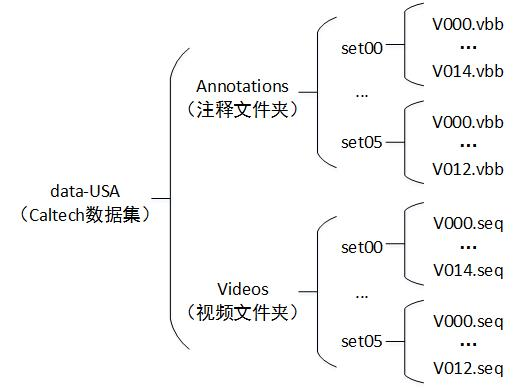 data-USA
（Caltech数据集）
Annotations
（注释文件夹）
set00
V000.vbb
...
V014.vbb
...
set05
V000.vbb
...
V012.vbb
Videos
（视频文件夹）
set00
V000.seq
...
V014.seq
...
set05
V000.seq
...
V012.seq